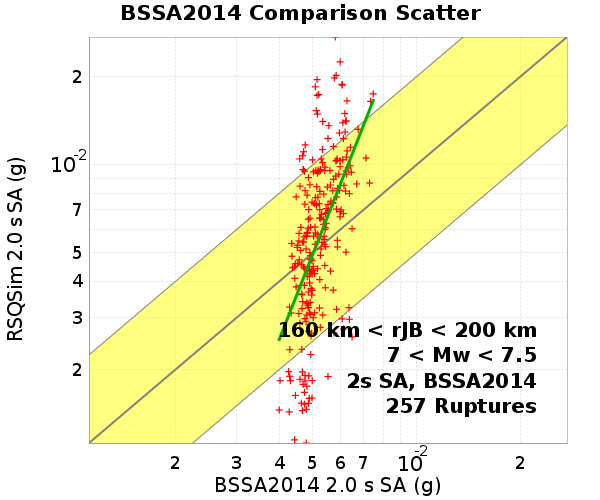 BSSA2014 Comparison Scatter
RSQSim 2.0 s SA (g)
2
10-2
7
5
4
3
2
160 km < rJB < 200 km
7 < Mw < 7.5
2s SA, BSSA2014
257 Ruptures
2 3 4 5 6 7 10-2 2
BSSA2014 2.0 s SA (g)